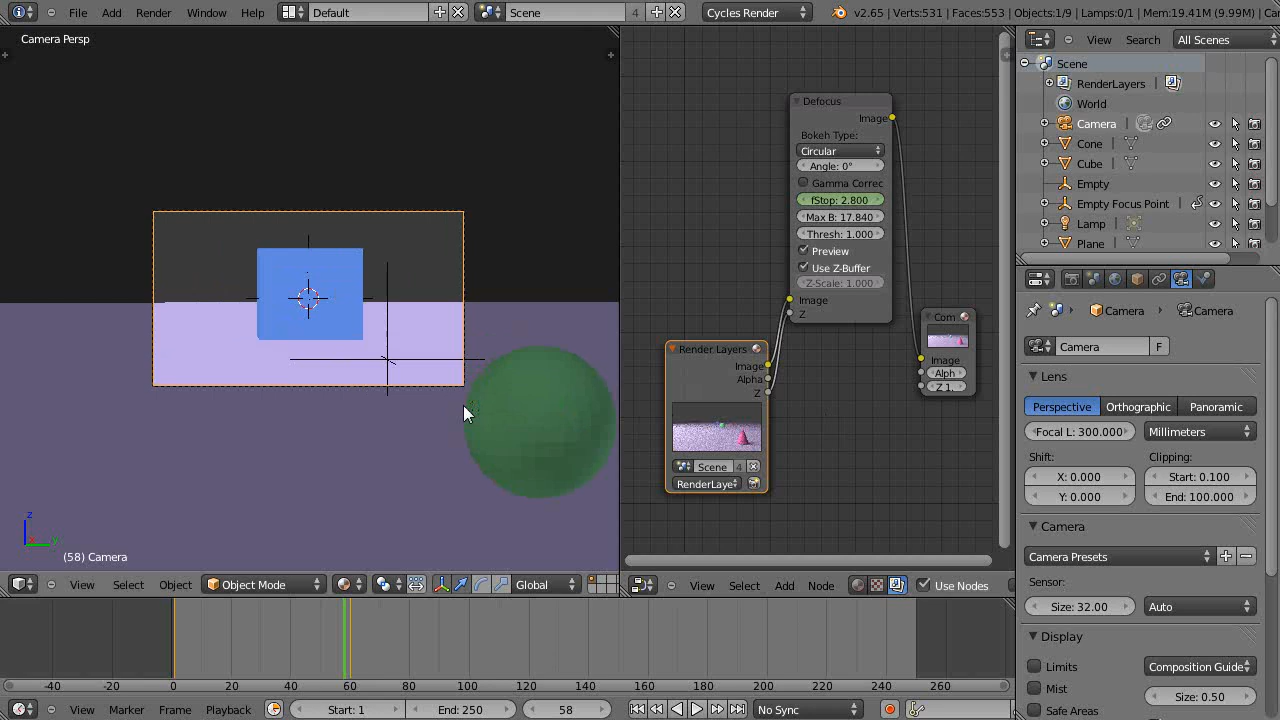 File Add Render Window Help Default Scene 4 Cycles Render v2.65 | Verts:531 | Faces:553 | Objects:1/9 | Lamps:0/1 | Mem:19.41M (9.99M) |
Camera Persp
View Search All Scenes
Scene
RenderLayers
World
Camera
Cone
Cube
Empty
Empty Focus Point
Lamp
Plane
Defocus
Image
Bokeh Type:
Circular
Angle: 0°
Gamma Correc
fStop: 2.800
Max B: 17.840
Thresh: 1.000
Preview
Use Z-Buffer
Z-Scale: 1.000
Image
Z
Render Layers
Image
Alpha
Z
Scene 4
RenderLaye
Com
Image
Alph
Z 1...
Camera Camera
Camera F
Lens
Perspective Orthographic Panoramic
Focal L: 300.000 Millimeters
Shift: Clipping:
X: 0.000 Start: 0.100
Y: 0.000 End: 100.000
Camera
Camera Presets
Sensor:
Size: 32.00 Auto
Display
Limits Composition Guide
Mist Size: 0.50
Safe Areas
z
y
(58) Camera
View Select Object Object Mode Global
View Select Add Node Use Nodes
-40 -20 0 20 40 60 80 100 120 140 160 180 200 220 240 260
View Marker Frame Playback Start: 1 End: 250 58 No Sync